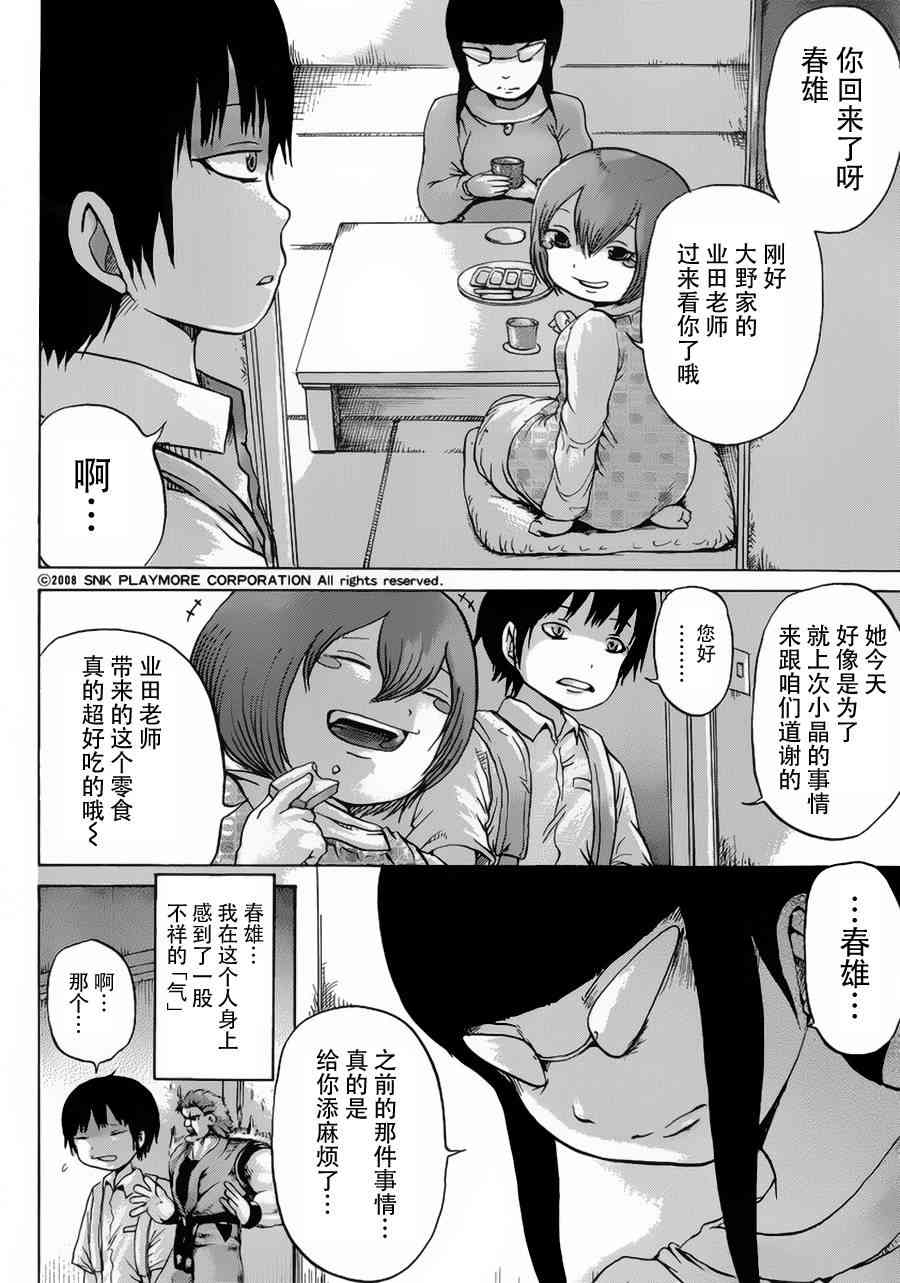 你回来了呀
春雄
刚好
大野家的
业田老师
过来看你了哦
啊
…
©2008 SNK PLAYMORE CORPORATION All rights reserved.
她今天
好像是为了
就上次小晶的事情
来跟咱们道谢的
您好
……
业田老师
带来的这个零食
真的超好吃的哦～
…春雄…
之前的那件事情…
真的是
给你添麻烦了…
春雄…
我在这个人身上
感到了一股
不祥的「气」
啊…
那个…